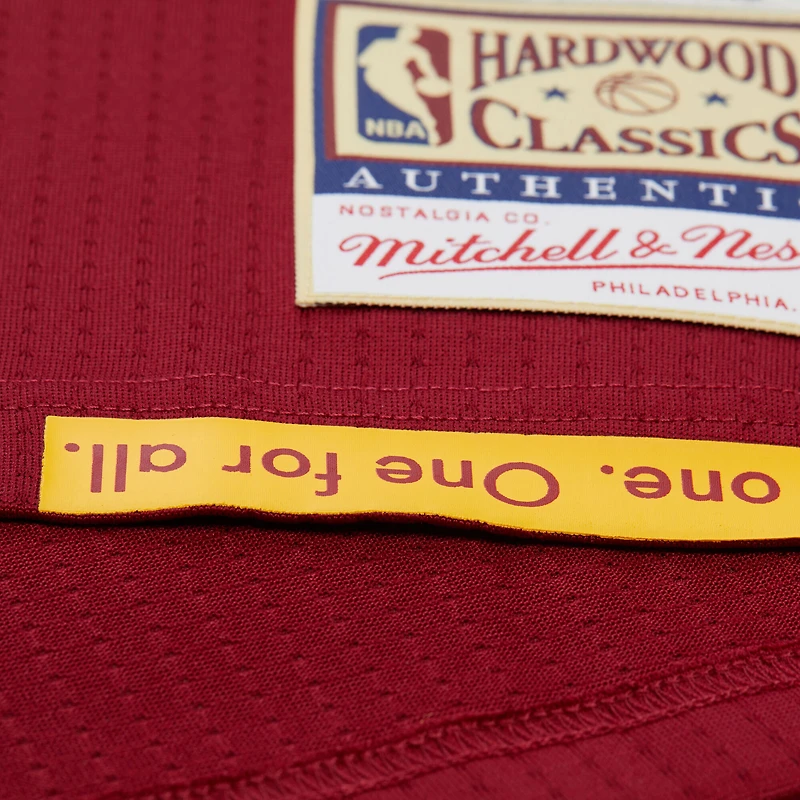 NBA
HARDWOOD
CLASSICS
AUTHENTI
NOSTALGIA CO.
Mitchell & Nes
PHILADELPHIA.
one. One for all.